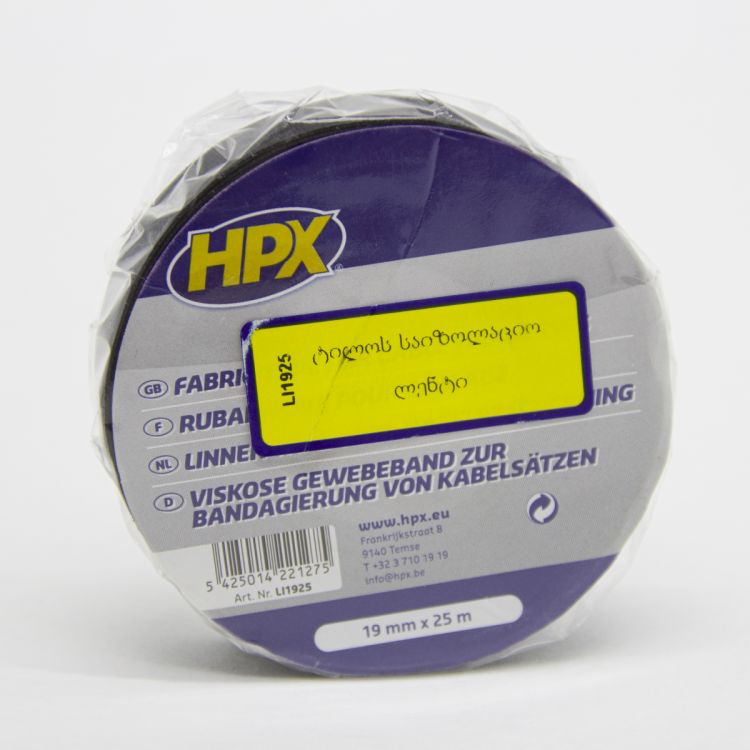 HPX
ტილოს საიზოლაციო
ლენტი
LI1925
GB FABRI
F RUBA
NL LINNE
ING
D VISKOSE GEWEBEBAND ZUR
BANDAGIERUNG VON KABELSÄTZEN
5 425014 221275
Art. Nr. LI1925
www.hpx.eu
Frankrijkstraat 8
9140 Temse
T +32 3 710 19 19
info@hpx.be
19 mm x 25 m